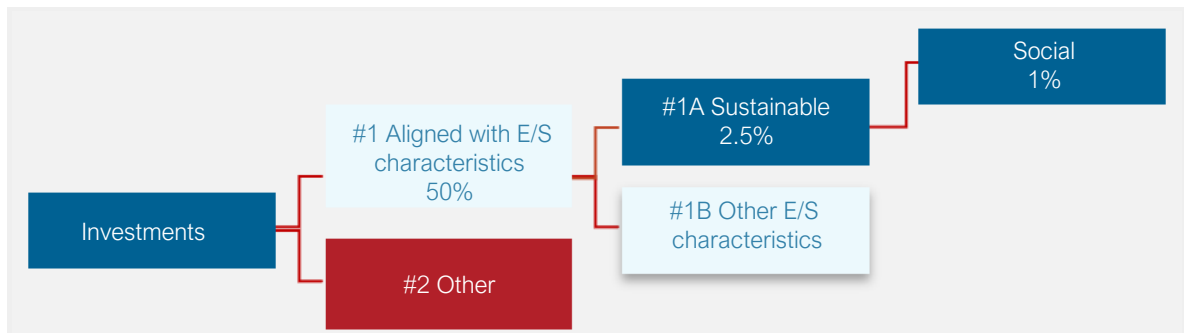 Investments
#1 Aligned with E/S
characteristics
50%
#2 Other
#1A Sustainable
2.5%
#1B Other E/S
characteristics
Social
1%